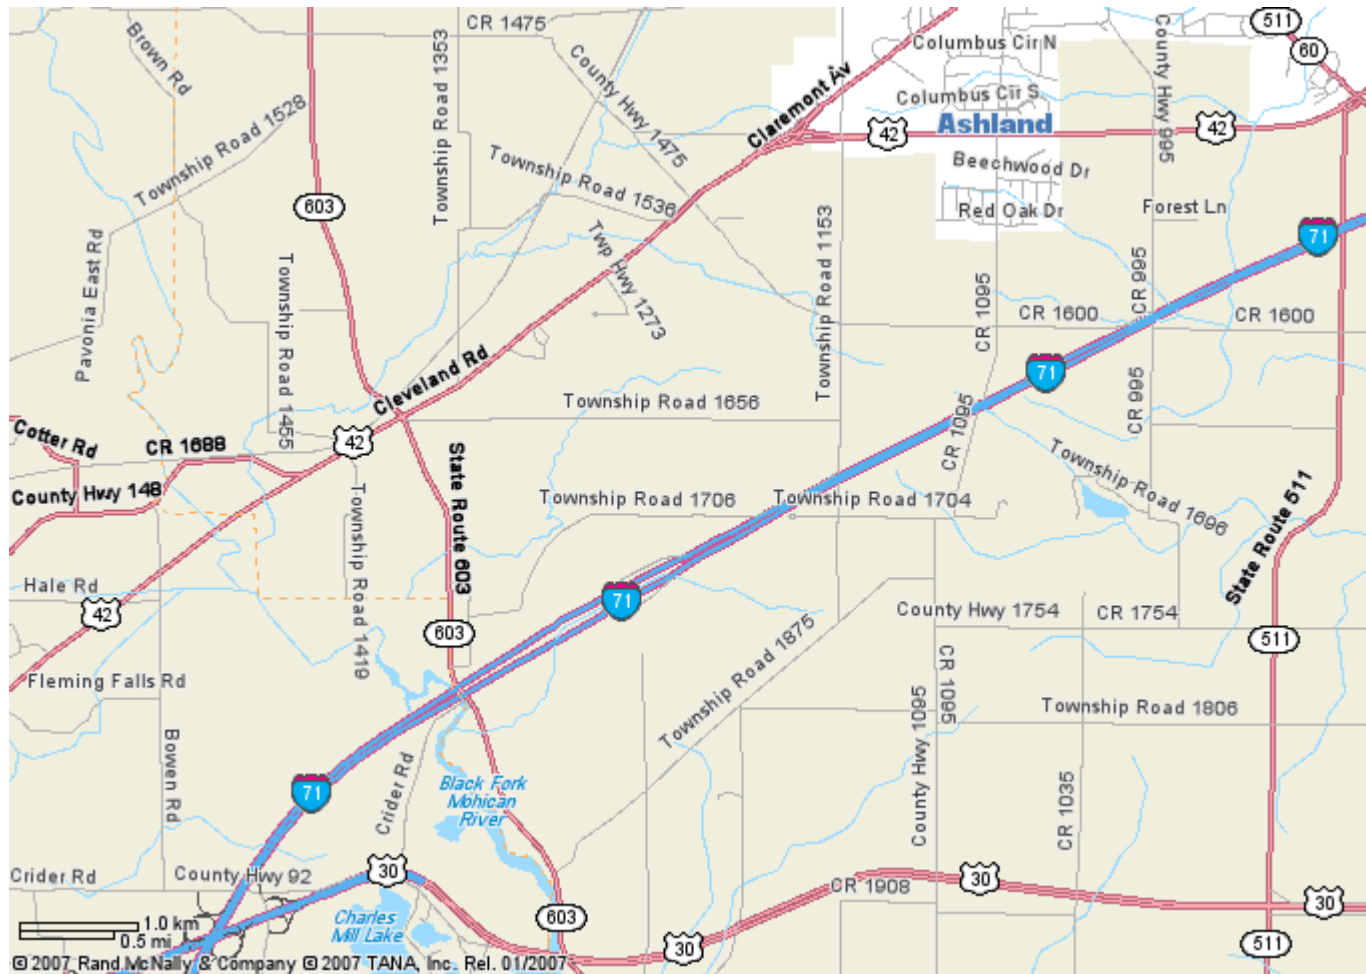 CR 1475
511
60
Brown Rd
Township Road 1353
County Hwy 1475
Claremont Av
Columbus Cir N
Columbus Cir S
County Hwy 995
Township Road 1528
42
Ashland
42
Township Road 1536
Beechwood Dr
603
Red Oak Dr
Forest Ln
71
Pavonia East Rd
Township Road 1455
Twp Hwy 1273
Township Road 1153
CR 1095
CR 995
CR 1600
CR 1600
Cleveland Rd
71
Township Road 1656
CR 995
CR 1095
Cotter Rd
CR 1688
42
County Hwy 148
Township Road 1419
State Route 603
Township Road 1706
Township Road 1704
Township Road 1696
State Route 511
Hale Rd
42
71
603
County Hwy 1754
CR 1754
511
Fleming Falls Rd
Township Road 1875
CR 1095
County Hwy 1095
Township Road 1806
Bowen Rd
71
Crider Rd
Black Fork
Mohican
River
CR 1035
Crider Rd
County Hwy 92
30
CR 1908
30
30
1.0 km
0.5 mi
Charles
Mill Lake
603
30
511
© 2007 Rand McNally & Company © 2007 TANA, Inc. Rel. 01/2007